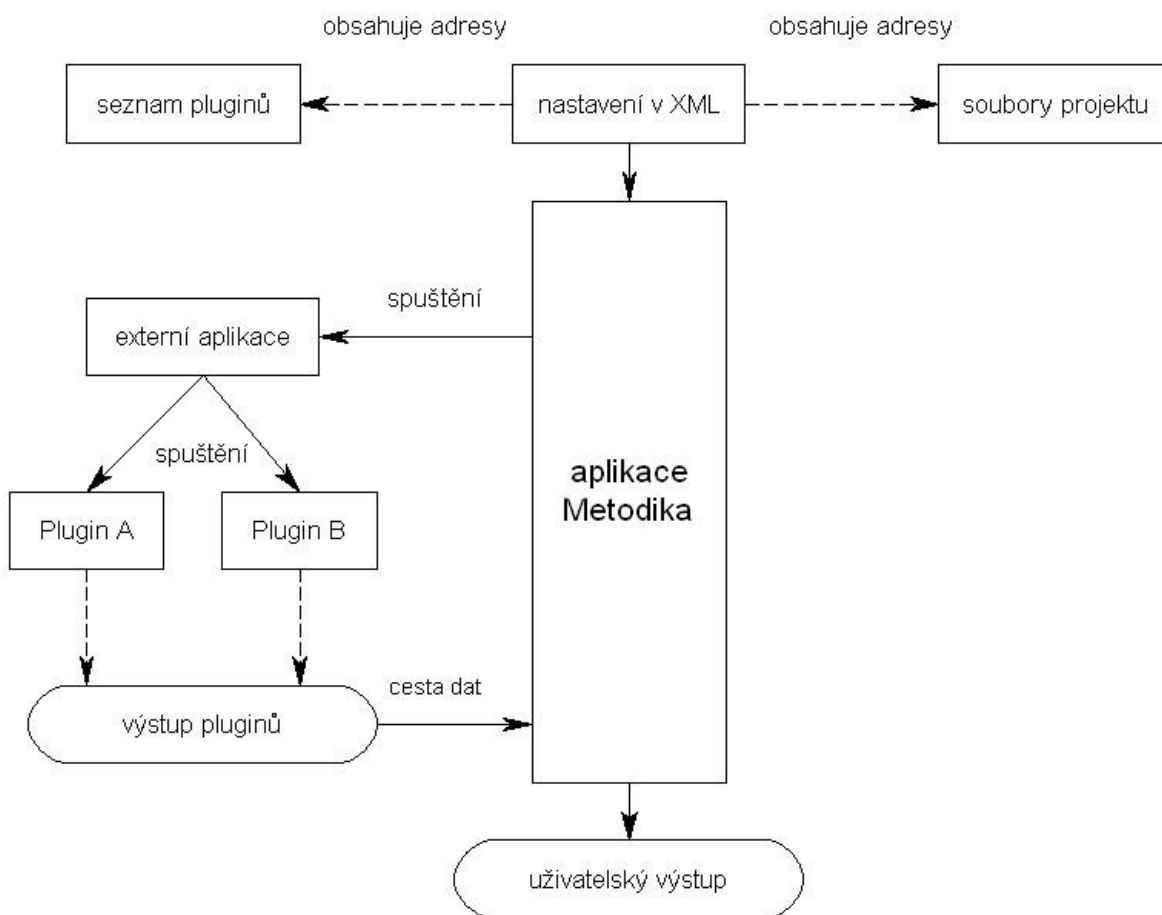 obsahuje adresy
obsahuje adresy
seznam pluginů
nastavení v XML
soubory projektu
spuštění
externí aplikace
spuštění
aplikace
Metodika
Plugin A
Plugin B
cesta dat
výstup pluginů
uživatelský výstup